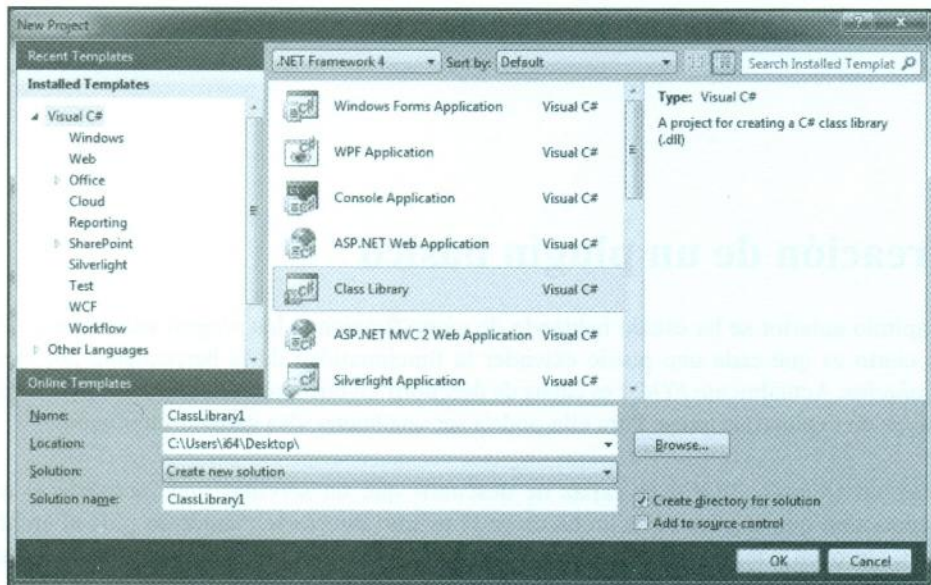 New Project
Recent Templates
Installed Templates
Visual C#
Windows
Web
Office
Cloud
Reporting
SharePoint
Silverlight
Test
WCF
Workflow
Other Languages
Online Templates
.NET Framework 4
Sort by: Default
Search Installed Templat
Windows Forms Application Visual C#
WPF Application Visual C#
Console Application Visual C#
ASP.NET Web Application Visual C#
Class Library Visual C#
ASP.NET MVC 2 Web Application Visual C#
Silverlight Application Visual C#
Type: Visual C#
A project for creating a C# class library
(.dll)
Name: ClassLibrary1
Location: C:\Users\i64\Desktop\
Browse...
Solution: Create new solution
Solution name: ClassLibrary1
Create directory for solution
Add to source control
OK Cancel